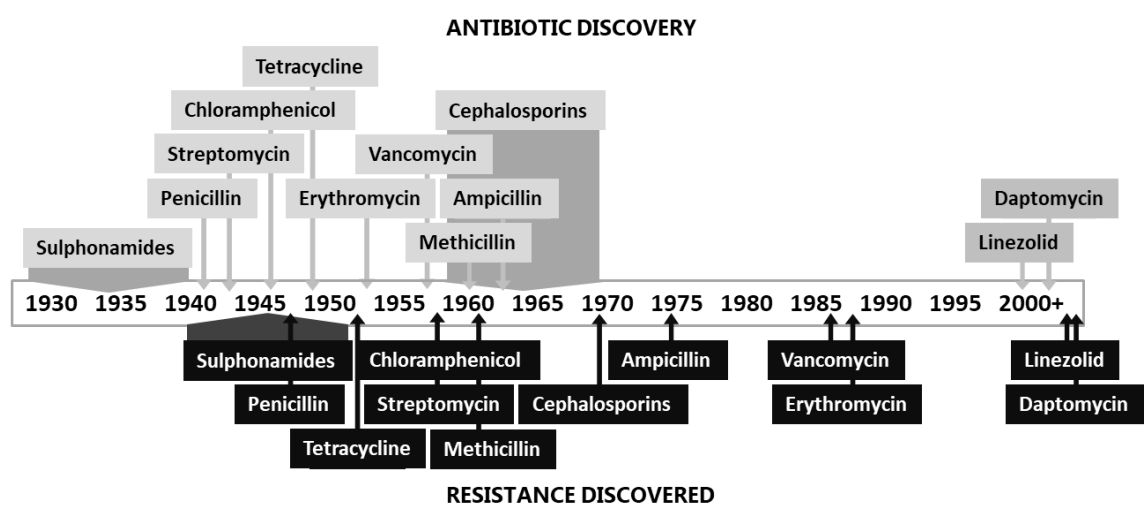 ANTIBIOTIC DISCOVERY
Tetracycline
Chloramphenicol
Cephalosporins
Streptomycin
Vancomycin
Penicillin
Erythromycin
Ampicillin
Daptomycin
Sulphonamides
Methicillin
Linezolid
1930 1935 1940 1945 1950 1955 1960 1965 1970 1975 1980 1985 1990 1995 2000+
Sulphonamides
Chloramphenicol
Ampicillin
Vancomycin
Linezolid
Penicillin
Streptomycin
Cephalosporins
Erythromycin
Daptomycin
Tetracycline
Methicillin
RESISTANCE DISCOVERED